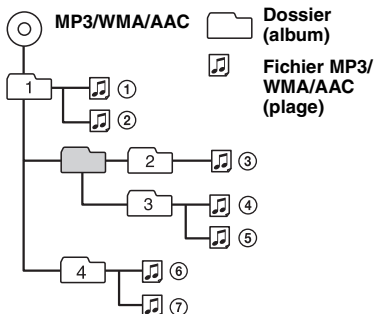 MP3/WMA/AAC
Dossier
(album)
Fichier MP3/
WMA/AAC
(plage)
1
①
②
2
③
3
④
⑤
4
⑥
⑦